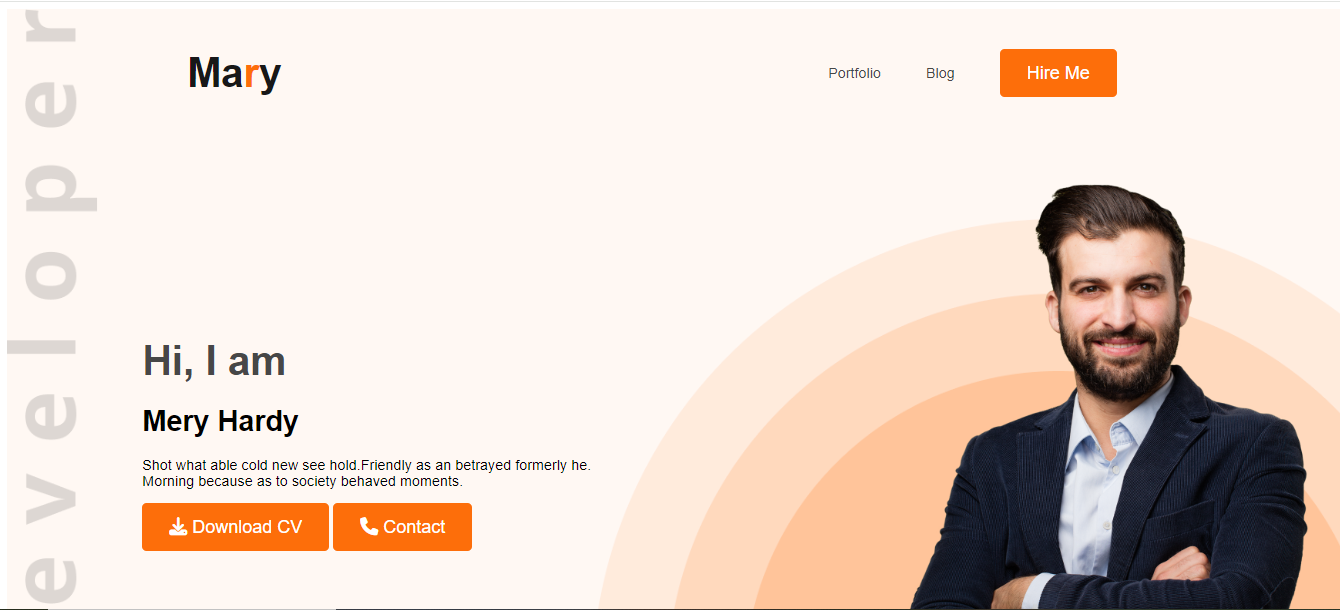 eveloper
Mary
Portfolio
Blog
Hire Me
Hi, I am
Mery Hardy
Shot what able cold new see hold.Friendly as an betrayed formerly he.
Morning because as to society behaved moments.
Download CV
Contact